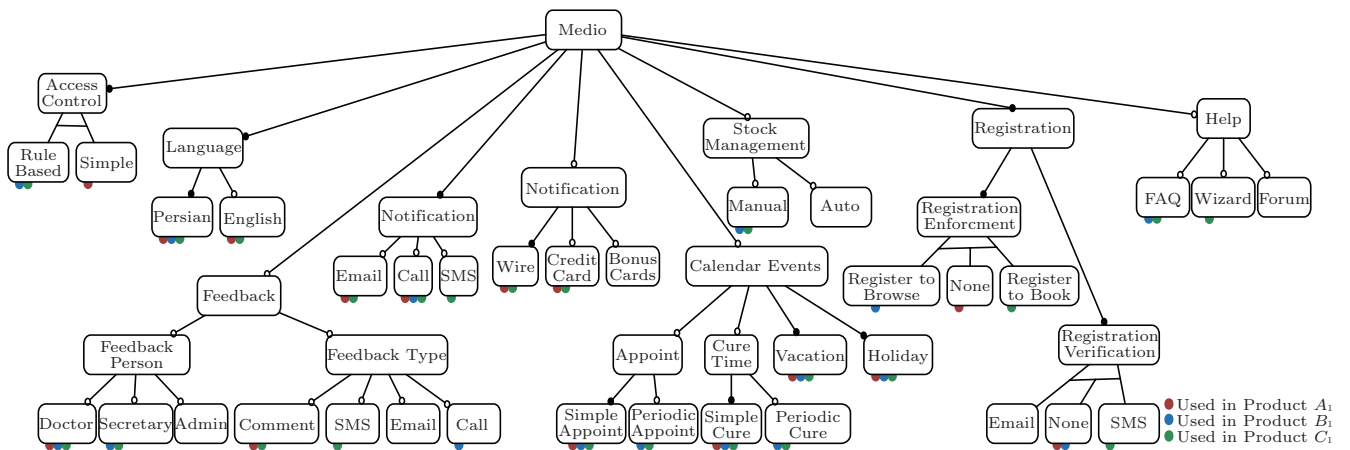 Medio
Access
Control
Rule
Based
Simple
Language
Persian
English
Notification
Email
Call
SMS
Notification
Wire
Credit
Card
Bonus
Cards
Stock
Management
Manual
Auto
Registration
Registration
Enforcment
Register to
Browse
None
Register
to Book
Help
FAQ
Wizard
Forum
Feedback
Feedback
Person
Doctor
Secretary
Admin
Feedback Type
Comment
SMS
Email
Call
Calendar Events
Appoint
Simple
Appoint
Periodic
Appoint
Cure
Time
Simple
Cure
Periodic
Cure
Vacation
Holiday
Registration
Verification
Email
None
SMS
Used in Product A₁
Used in Product B₁
Used in Product C₁